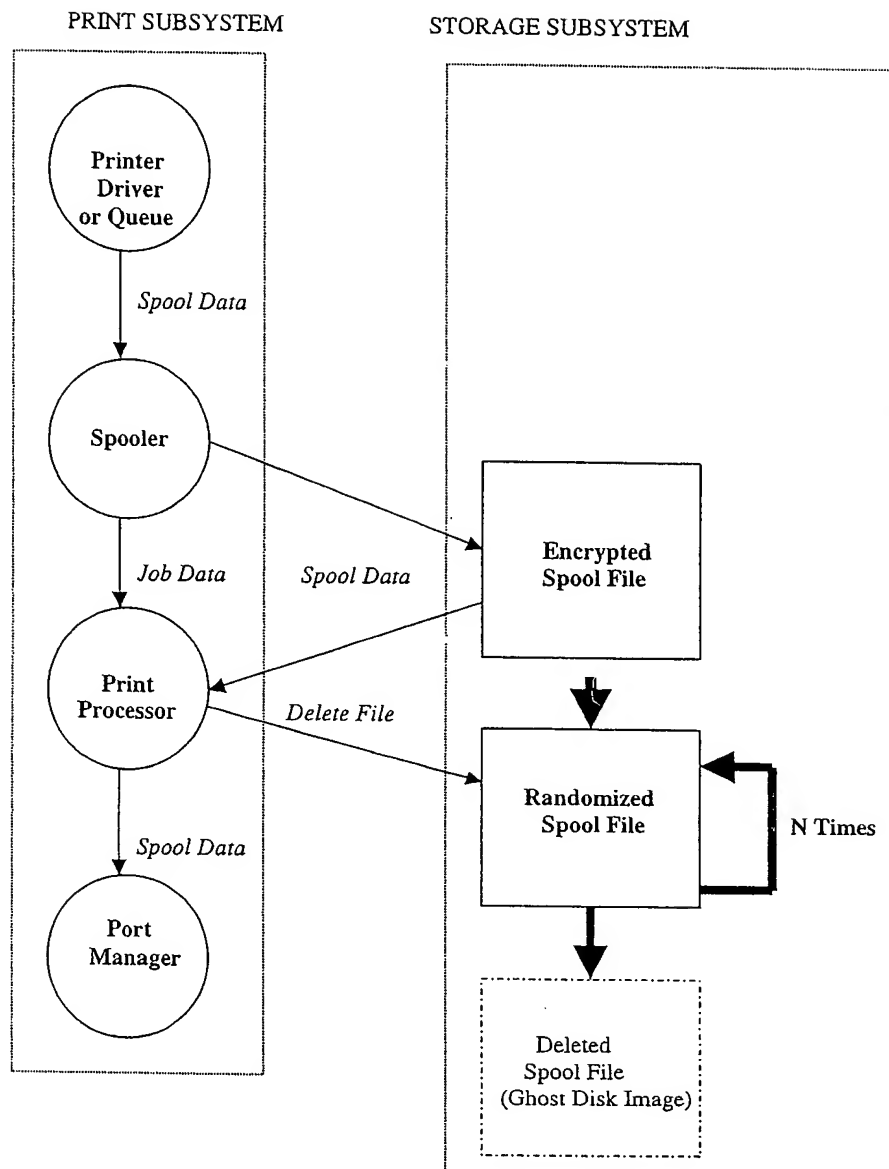 PRINT SUBSYSTEM
STORAGE SUBSYSTEM
Printer
Driver
or Queue
Spool Data
Spooler
Job Data
Spool Data
Encrypted
Spool File
Print
Processor
Delete File
Randomized
Spool File
N Times
Spool Data
Port
Manager
Deleted
Spool File
(Ghost Disk Image)